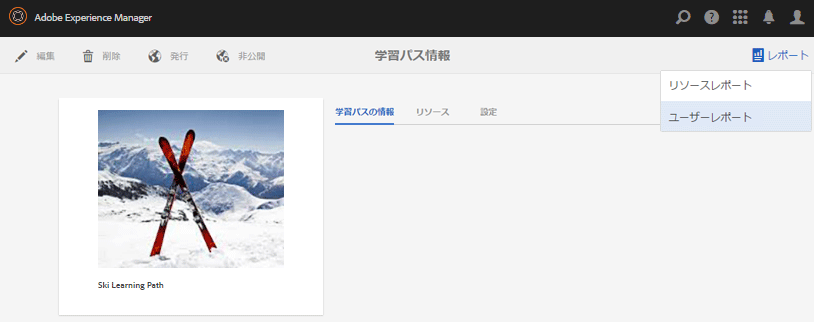 Adobe Experience Manager
編集 削除 発行 非公開 学習パス情報 レポート
リソースレポート
ユーザーレポート
学習パスの情報 リソース 設定
Ski Learning Path